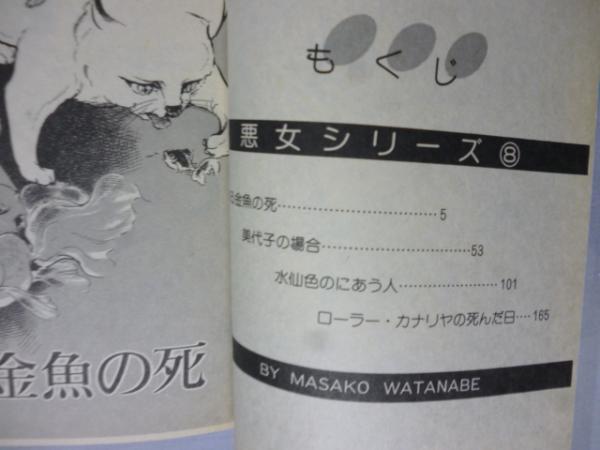 もくじ
悪女シリーズ⑧
金魚の死……………………………5
美代子の場合…………………………53
水仙色のにあう人…………………101
ローラー・カナリヤの死んだ日…165
BY MASAKO WATANABE
金魚の死